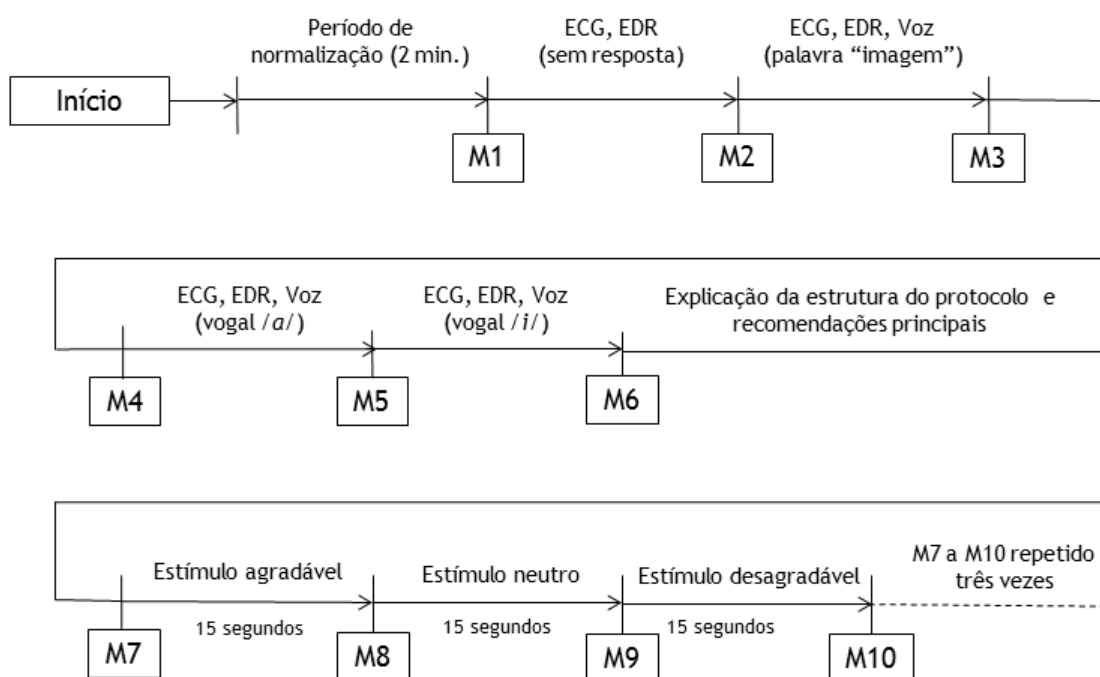 Início
Período de
normalização (2 min.)
ECG, EDR
(sem resposta)
ECG, EDR, Voz
(palavra “imagem”)
M1
M2
M3
ECG, EDR, Voz
(vogal /a/)
ECG, EDR, Voz
(vogal /i/)
Explicação da estrutura do protocolo e
recomendações principais
M4
M5
M6
Estímulo agradável
15 segundos
Estímulo neutro
15 segundos
Estímulo desagradável
15 segundos
M7 a M10 repetido
três vezes
M7
M8
M9
M10